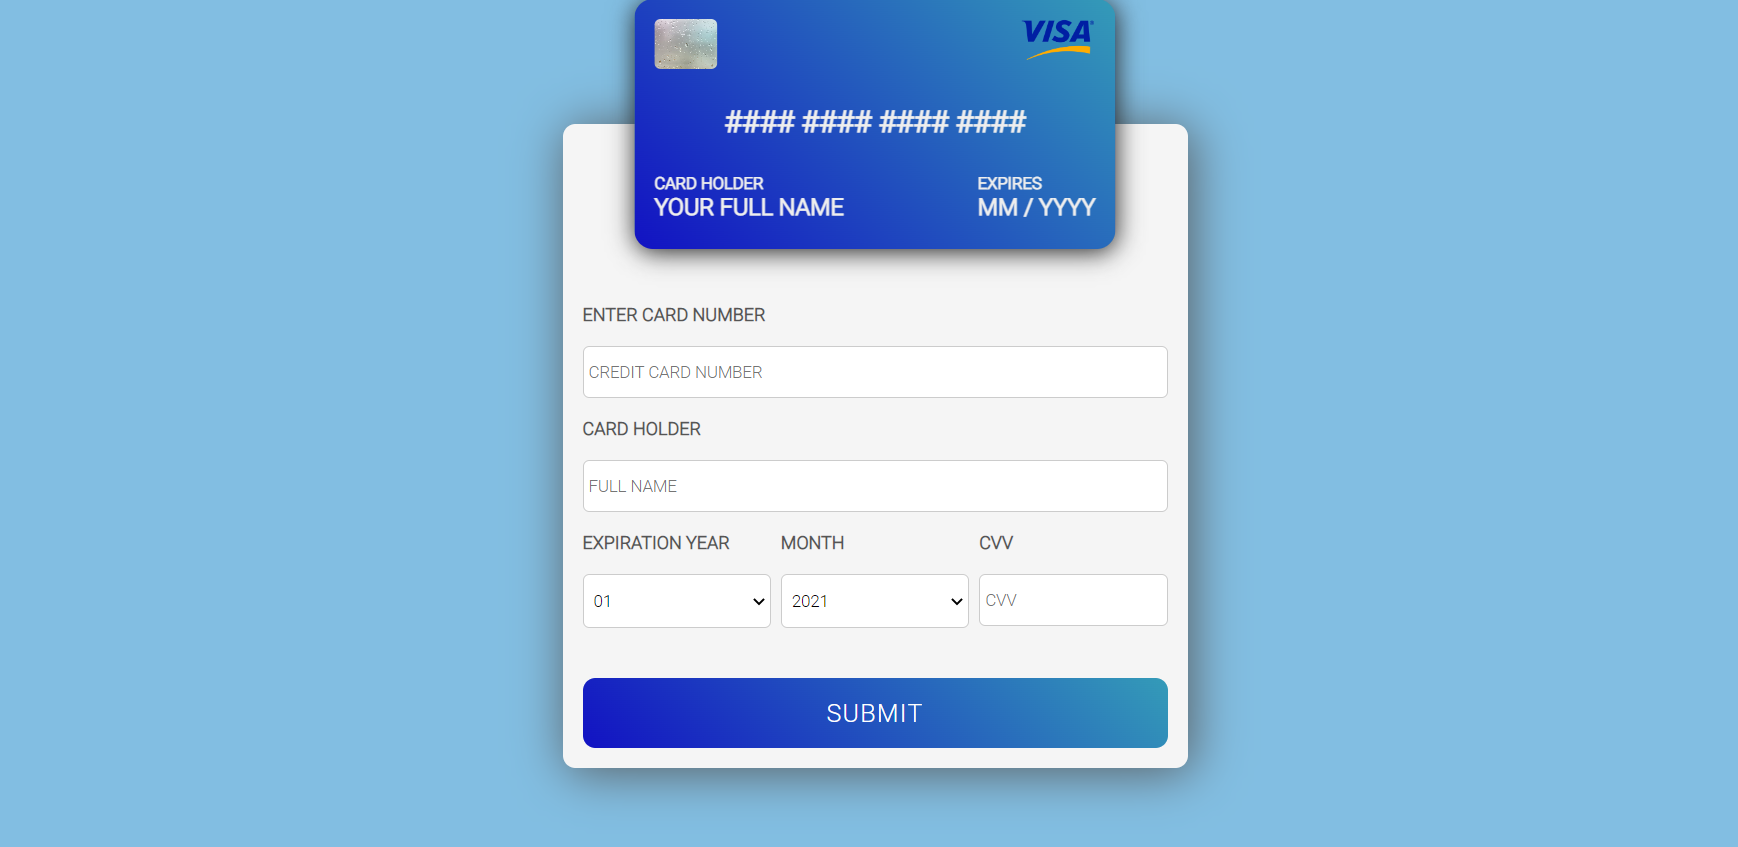 VISA
#### #### #### ####
CARD HOLDER EXPIRES
YOUR FULL NAME MM / YYYY
ENTER CARD NUMBER
CREDIT CARD NUMBER
CARD HOLDER
FULL NAME
EXPIRATION YEAR MONTH CVV
01 2021 CVV
SUBMIT